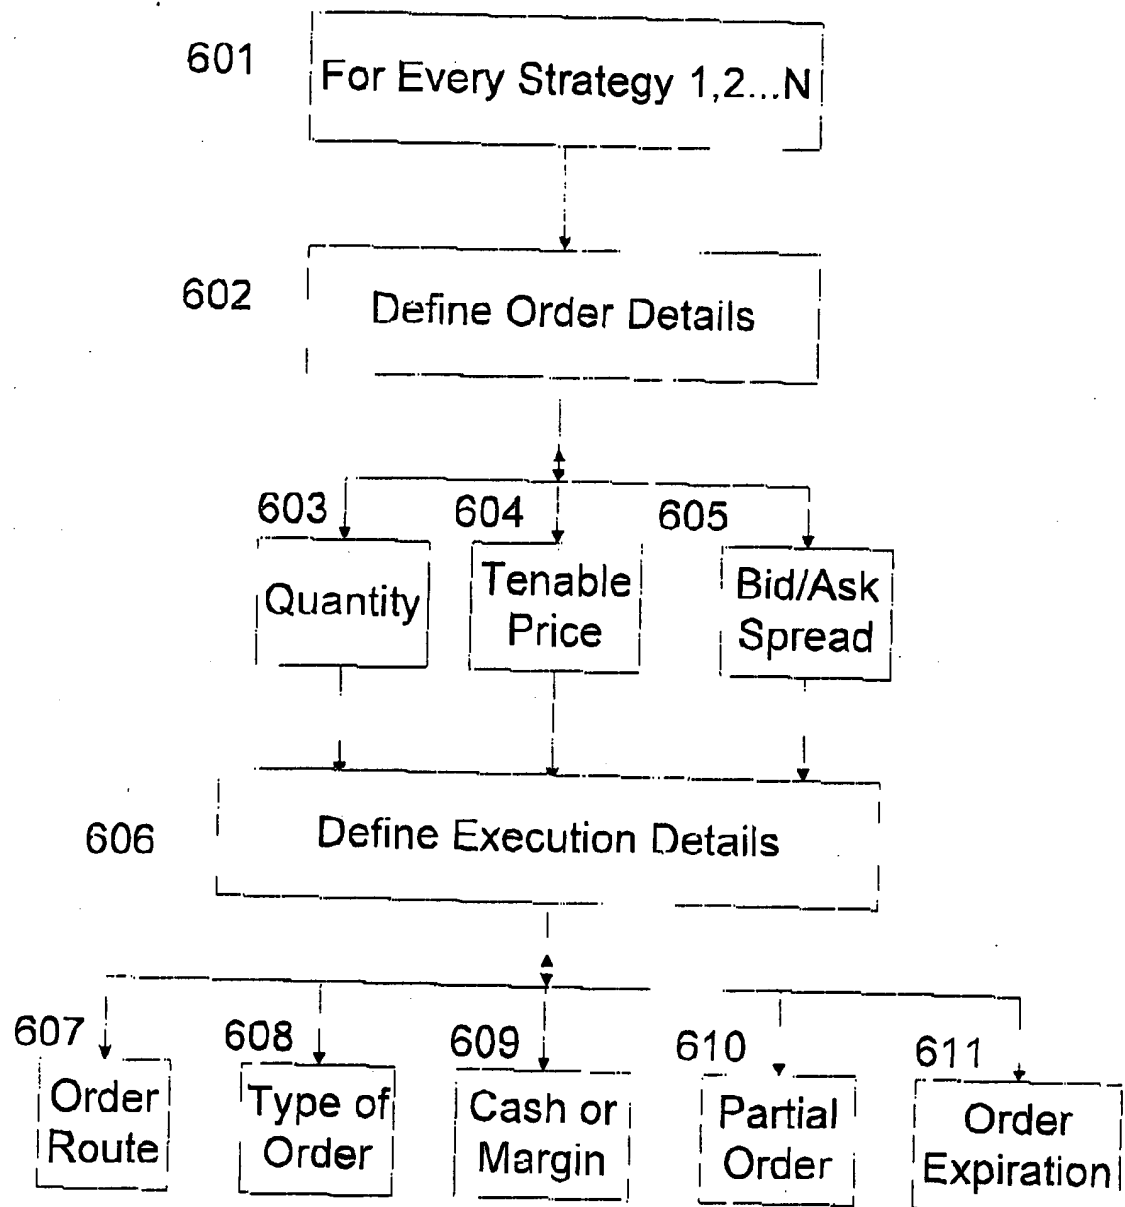 601
For Every Strategy 1,2...N
602
Define Order Details
603
604
605
Quantity
Tenable
Price
Bid/Ask
Spread
606
Define Execution Details
607
608
609
610
611
Order
Route
Type of
Order
Cash or
Margin
Partial
Order
Order
Expiration